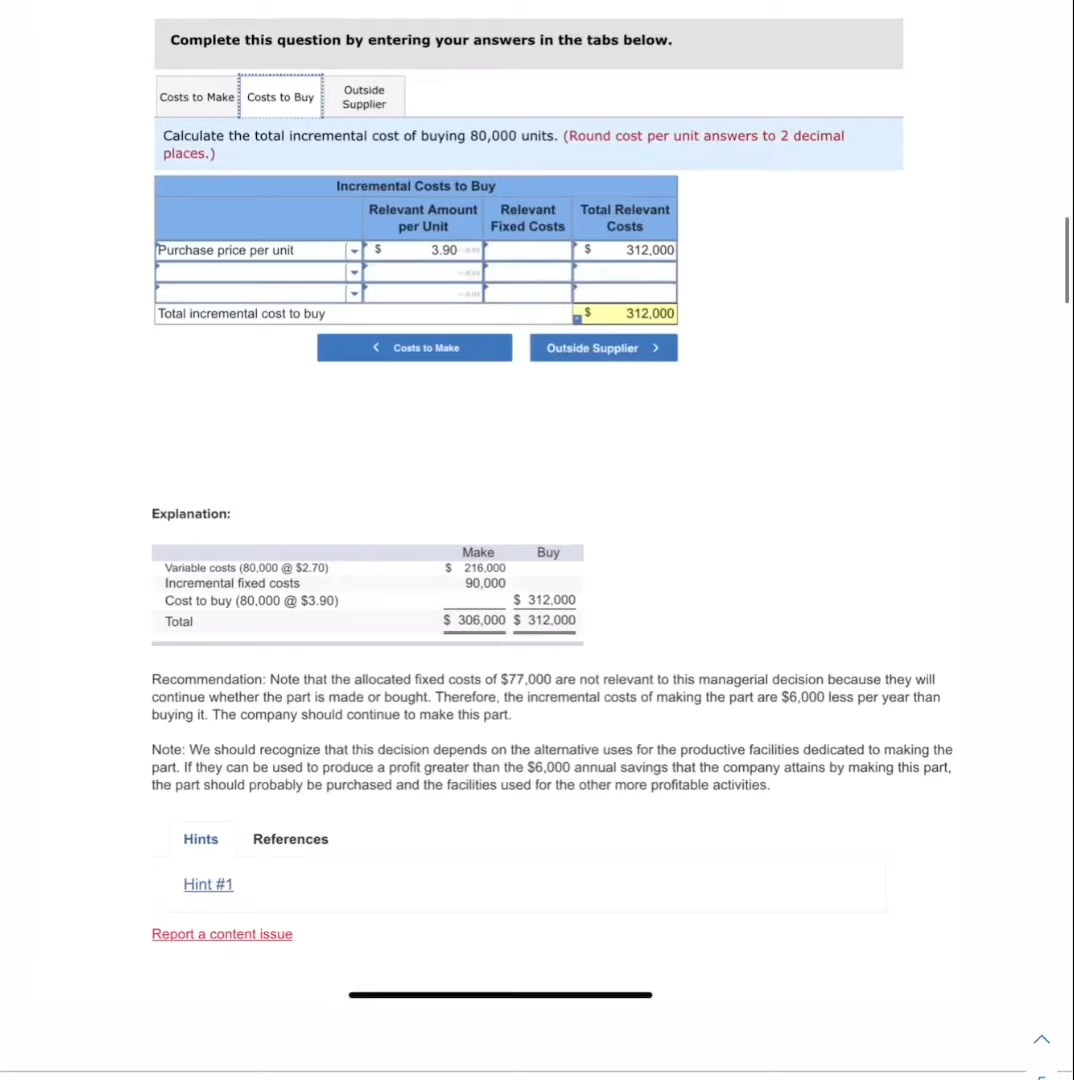 Complete this question by entering your answers in the tabs below.
Costs to Make
Costs to Buy
Outside
Supplier
Calculate the total incremental cost of buying 80,000 units. (Round cost per unit answers to 2 decimal
places.)
Incremental Costs to Buy
Relevant Amount
per Unit
Relevant
Fixed Costs
Total Relevant
Costs
Purchase price per unit $ 3.90 $ 312,000
Total incremental cost to buy $ 312,000
< Costs to Make
Outside Supplier >
Explanation:
Make Buy
Variable costs (80,000 @ $2.70) $ 216,000
Incremental fixed costs 90,000
Cost to buy (80,000 @ $3.90) $ 312,000
Total $ 306,000 $ 312,000
Recommendation: Note that the allocated fixed costs of $77,000 are not relevant to this managerial decision because they will
continue whether the part is made or bought. Therefore, the incremental costs of making the part are $6,000 less per year than
buying it. The company should continue to make this part.
Note: We should recognize that this decision depends on the alternative uses for the productive facilities dedicated to making the
part. If they can be used to produce a profit greater than the $6,000 annual savings that the company attains by making this part,
the part should probably be purchased and the facilities used for the other more profitable activities.
Hints
References
Hint #1
Report a content issue